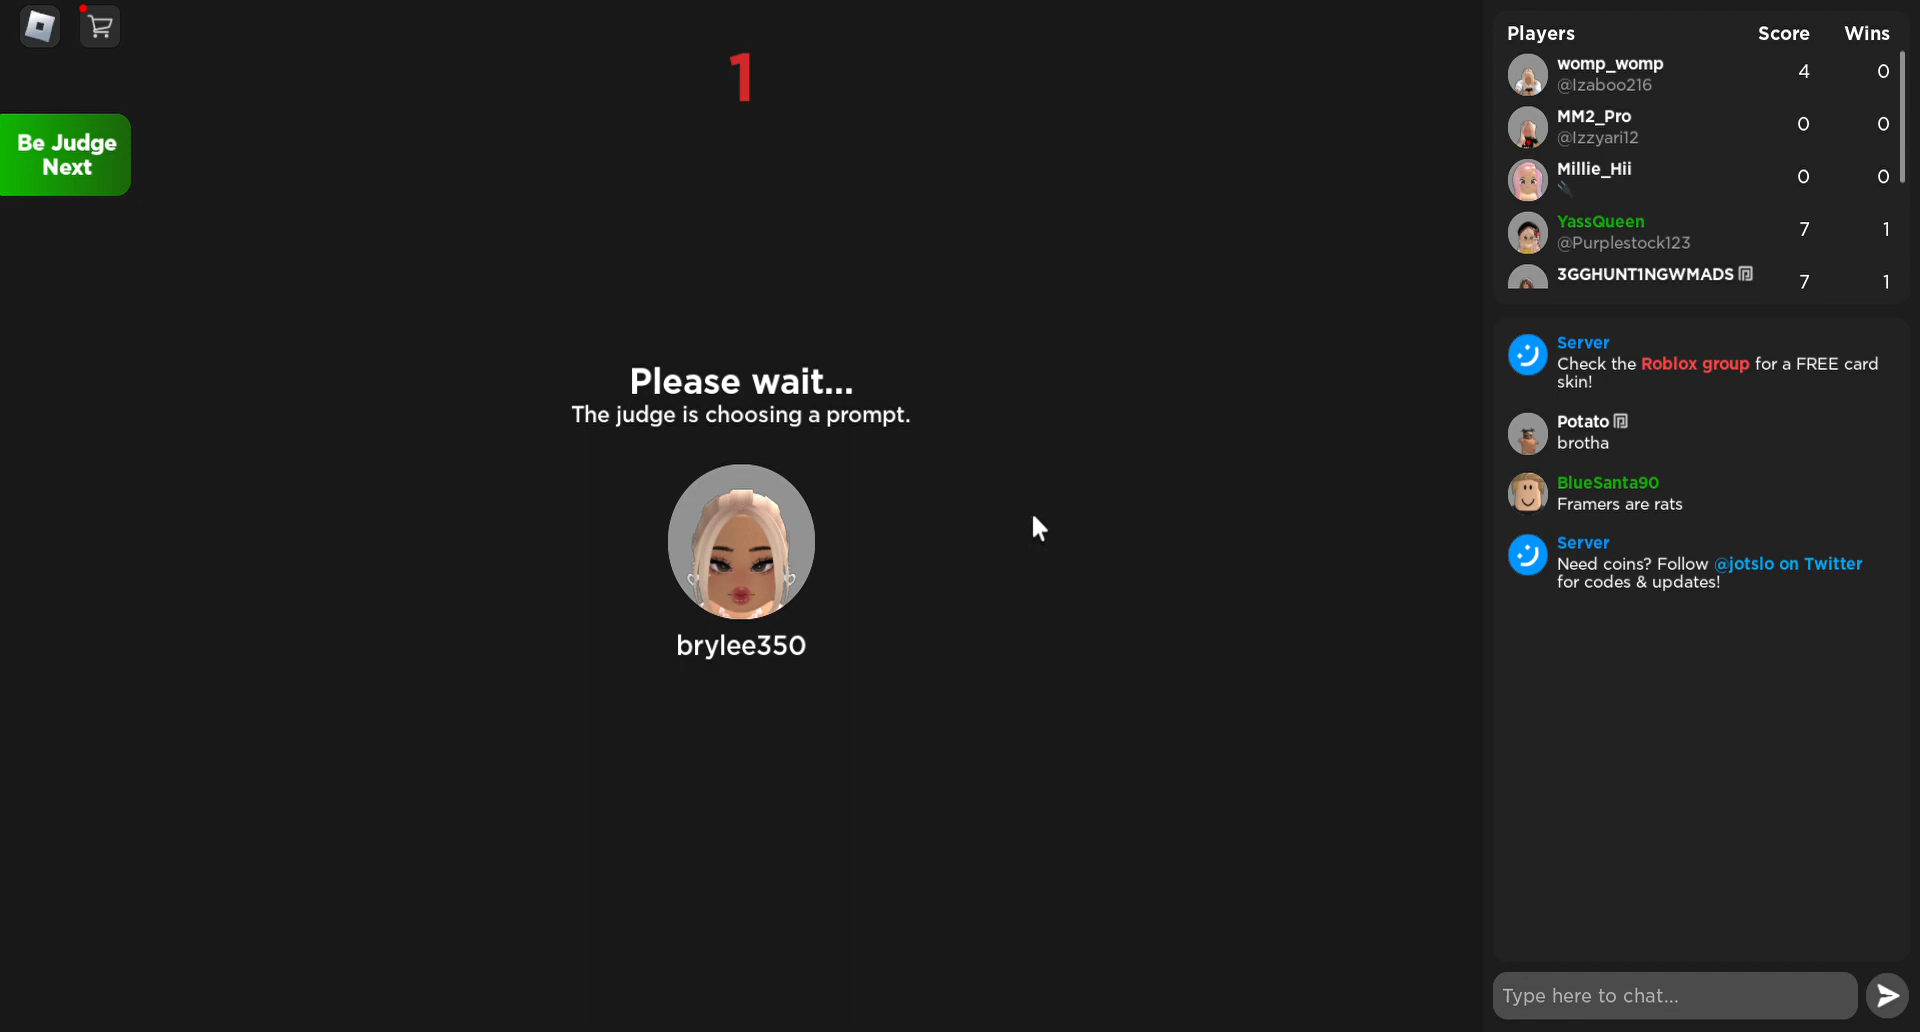 1
Be Judge
Next
Please wait...
The judge is choosing a prompt.
brylee350
Players Score Wins
womp_womp 4 0
@Izaboo216
MM2_Pro 0 0
@Izzyari12
Millie_Hii 0 0
YassQueen 7 1
@Purplestock123
3GGHUNT1NGWMADS 7 1
Server
Check the Roblox group for a FREE card
skin!
Potato
brotha
BlueSanta90
Framers are rats
Server
Need coins? Follow @jotslo on Twitter
for codes & updates!
Type here to chat...